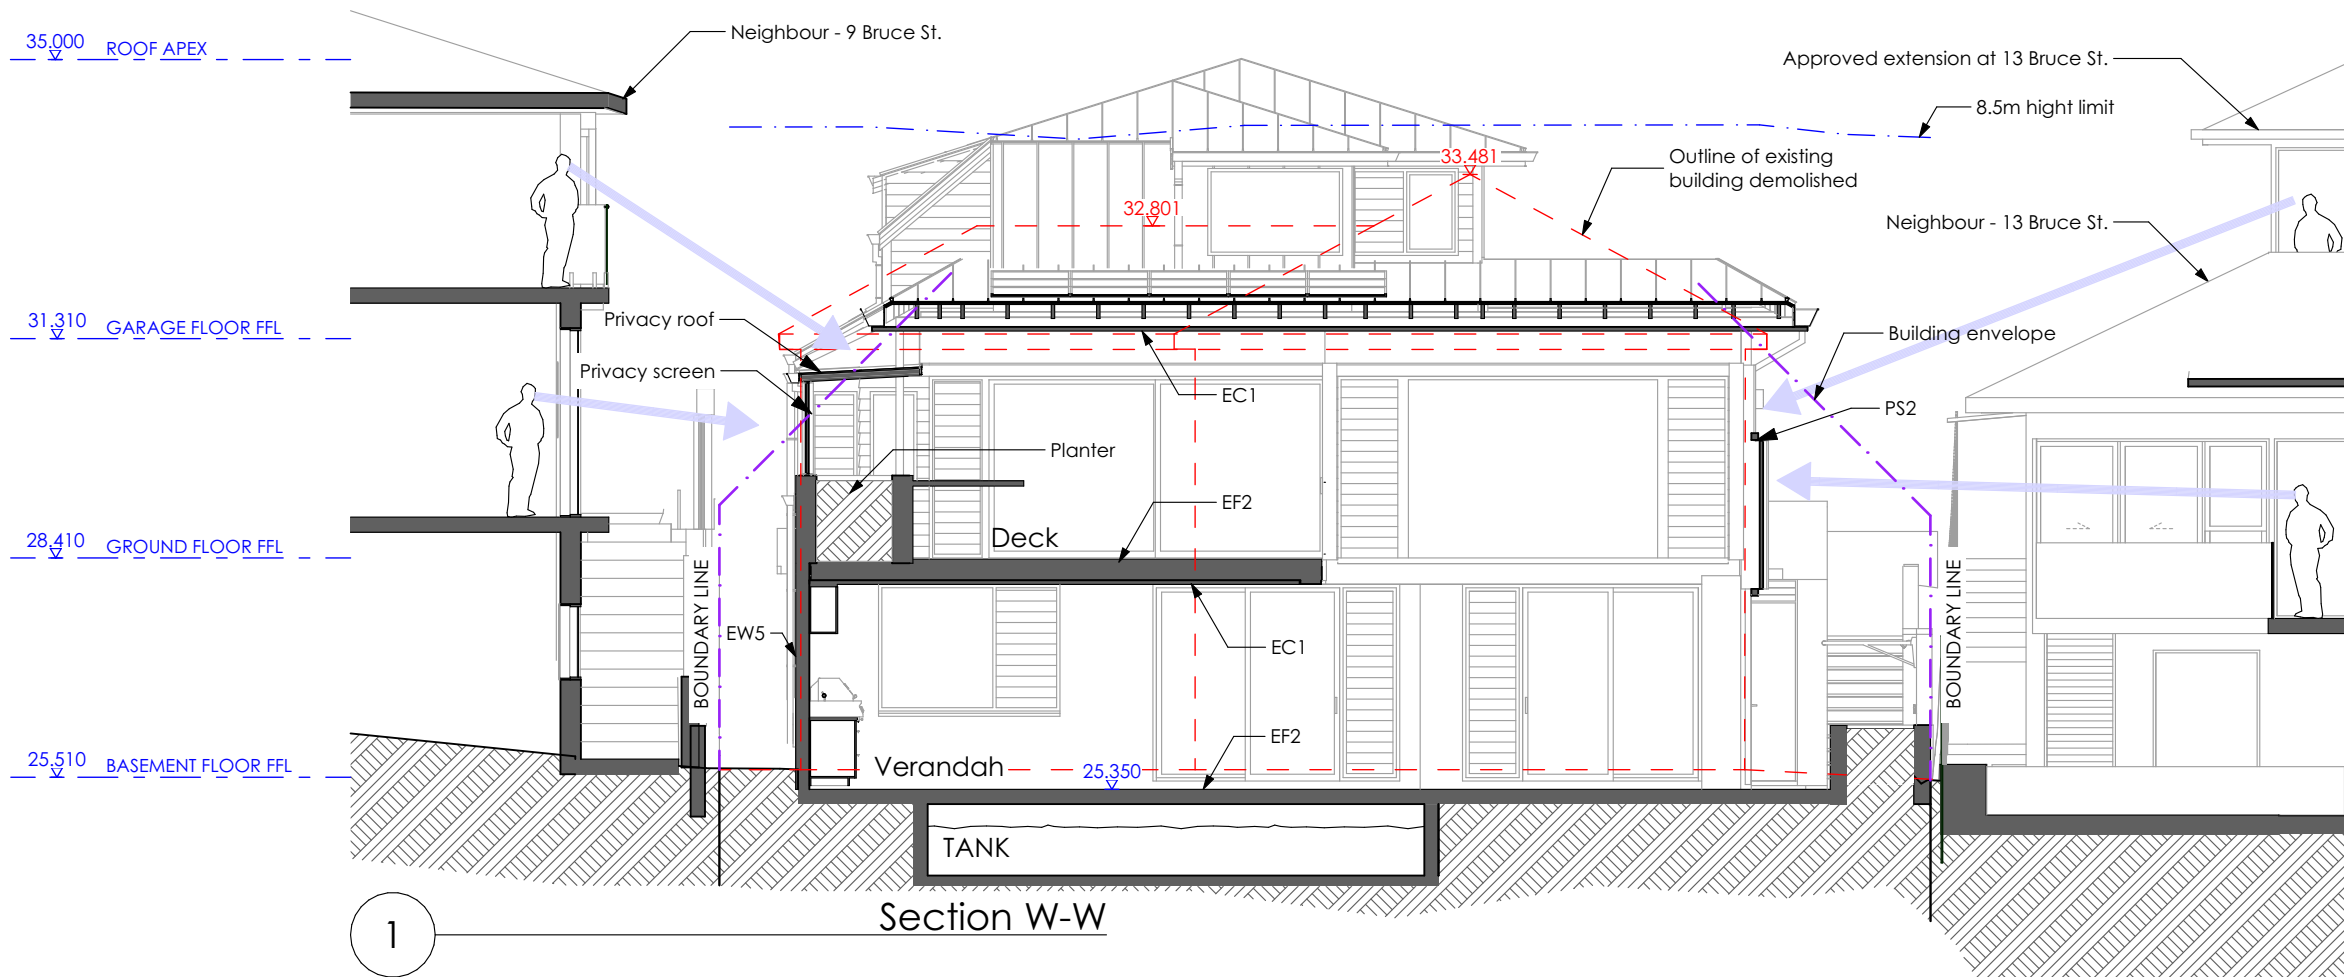 Neighbour - 9 Bruce St.
35.000 ROOF APEX
Approved extension at 13 Bruce St.
8.5m hight limit
33.481
Outline of existing
building demolished
32.801
Neighbour - 13 Bruce St.
31.310 GARAGE FLOOR FFL
Privacy roof
Building envelope
Privacy screen
EC1
PS2
Planter
EF2
Deck
28.410 GROUND FLOOR FFL
BOUNDARY LINE
BOUNDARY LINE
EW5
EC1
EF2
25.510 BASEMENT FLOOR FFL
Verandah
25.350
TANK
1
Section W-W